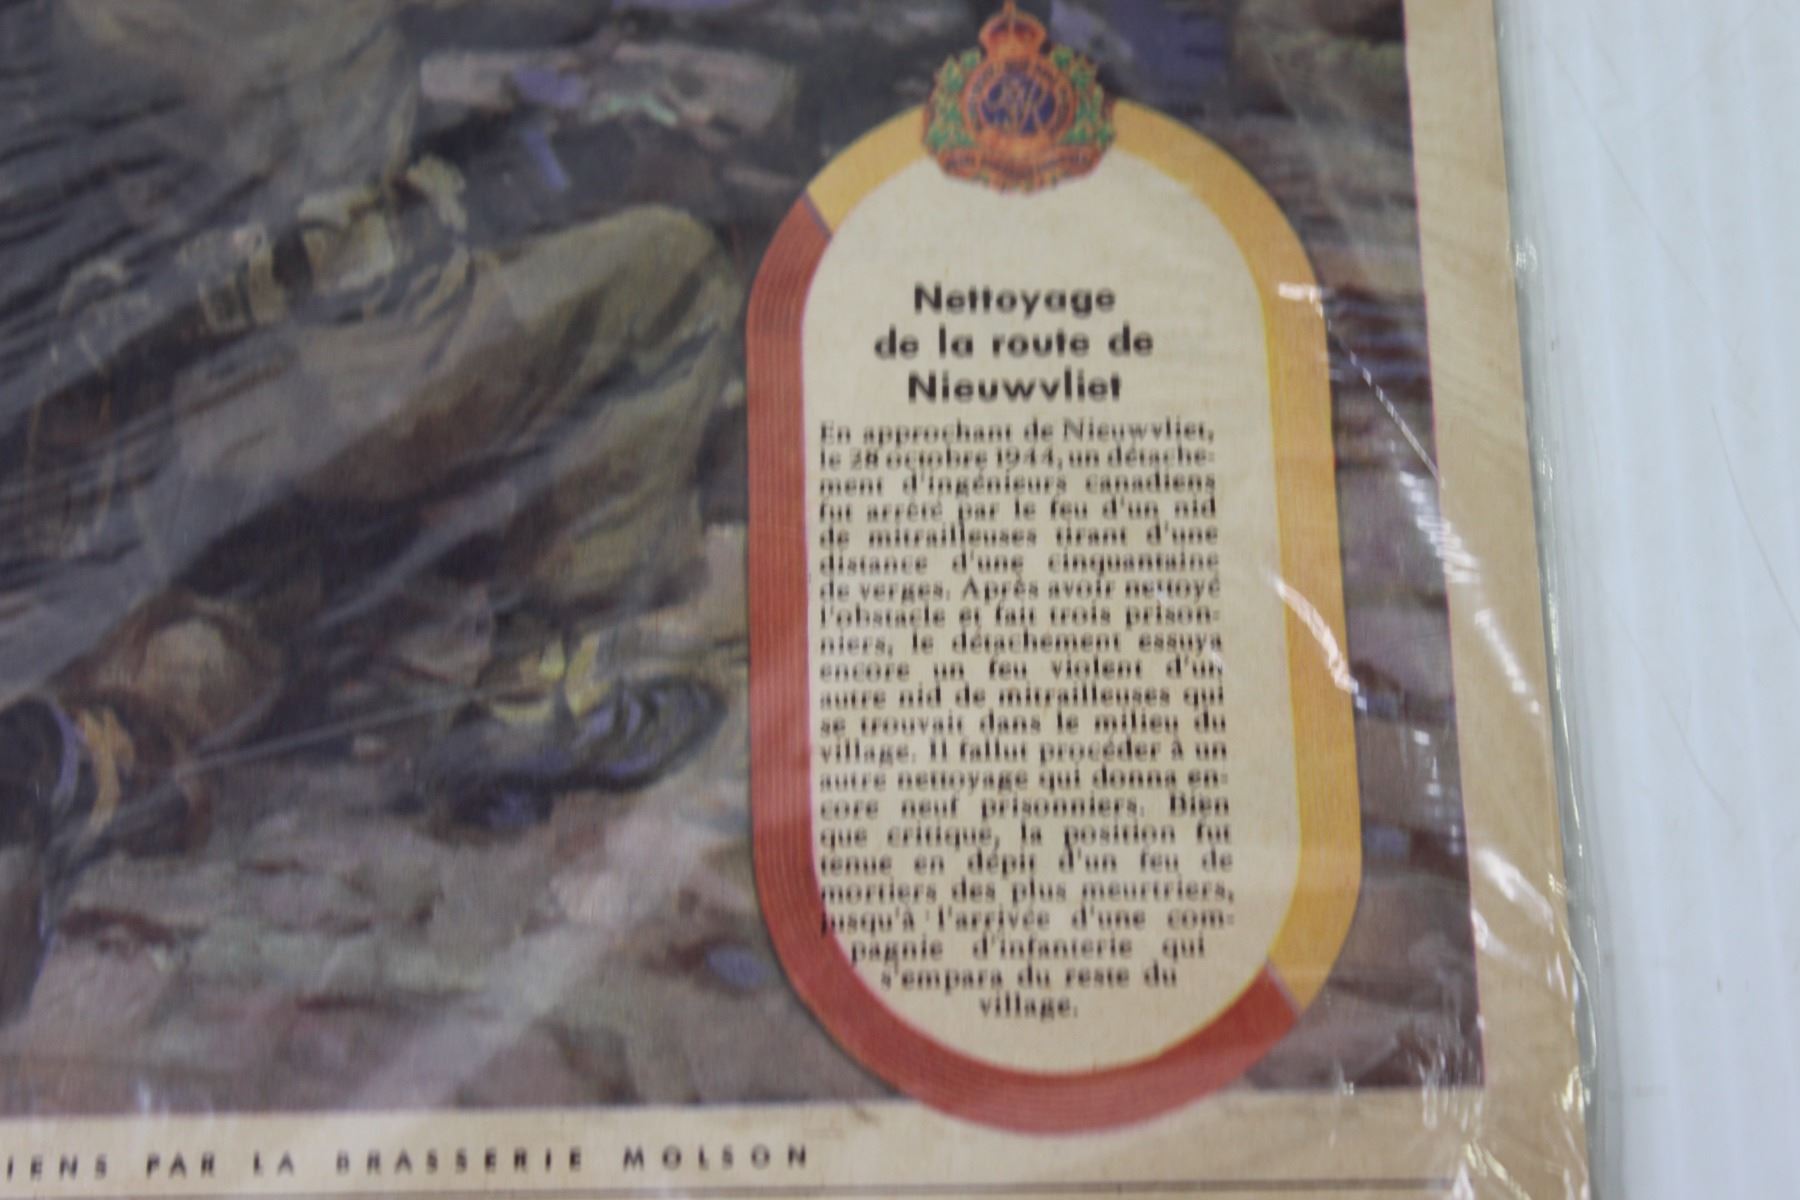 Nettoyage
de la route de
Nieuwvliet
En approchant de Nieuwvliet,
le 28 octobre 1944, un détache-
ment d'ingénieurs canadiens
fut arrêté par le feu d'un nid
de mitrailleuses tirant d'une
distance d'une cinquantaine
de verges. Après avoir nettoyé
l'obstacle et fait trois prison-
niers, le détachement essuya
encore un feu violent d'un
autre nid de mitrailleuses qui
se trouvait dans le milieu du
village. Il fallut procéder à un
autre nettoyage qui donna en-
core neuf prisonniers. Bien
que critique, la position fut
tenue en dépit d'un feu de
mortiers des plus meurtriers,
jusqu'à l'arrivée d'une com-
pagnie d'infanterie qui
s'empara du reste du
village.
IENS PAR LA BRASSERIE MOLSON